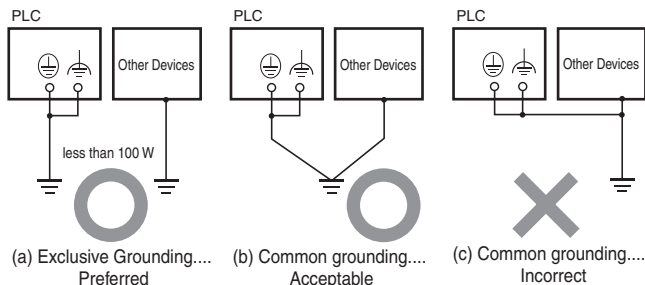 PLC
Other Devices
less than 100 W
(a) Exclusive Grounding....
Preferred
PLC
Other Devices
(b) Common grounding....
Acceptable
PLC
Other Devices
(c) Common grounding....
Incorrect